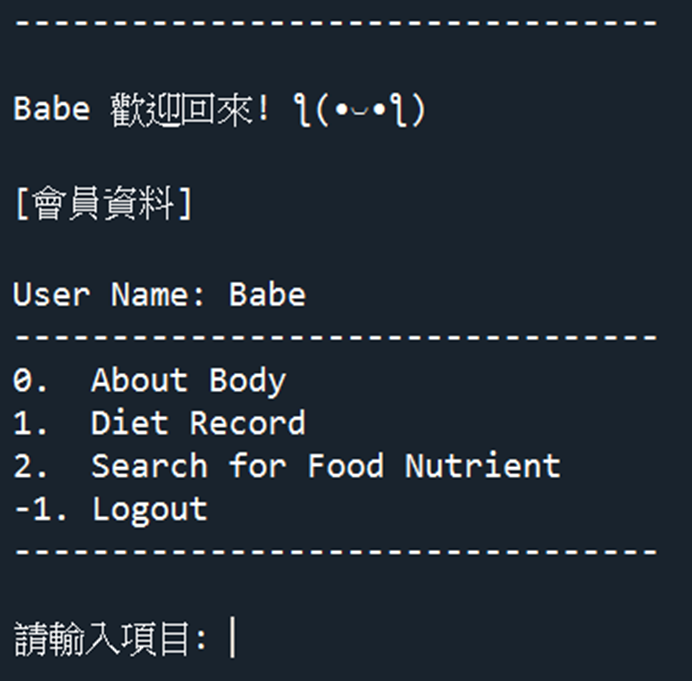 ---------------------------------
Babe 歡迎回來! ƪ(•⌣•ƪ)
[會員資料]
User Name: Babe
---------------------------------
0.  About Body
1.  Diet Record
2.  Search for Food Nutrient
-1. Logout
---------------------------------
請輸入項目: